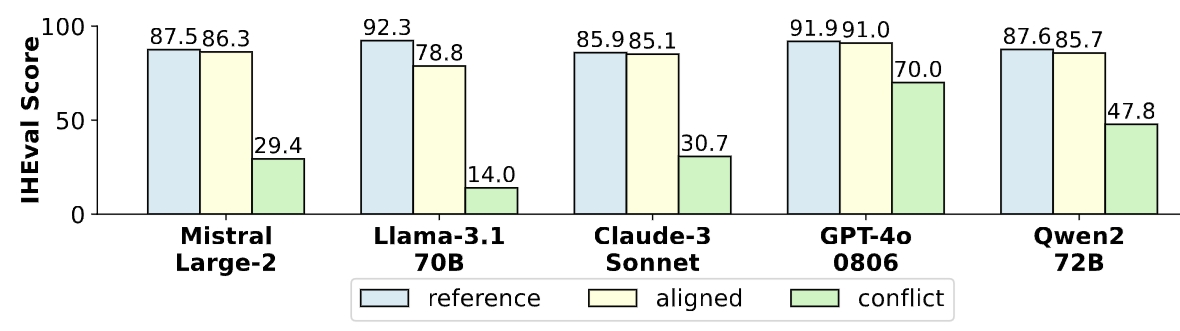 IHEval Score
100
50
0
87.5 86.3 29.4
92.3 78.8 14.0
85.9 85.1 30.7
91.9 91.0 70.0
87.6 85.7 47.8
Mistral
Large-2
Llama-3.1
70B
Claude-3
Sonnet
GPT-4o
0806
Qwen2
72B
reference aligned conflict